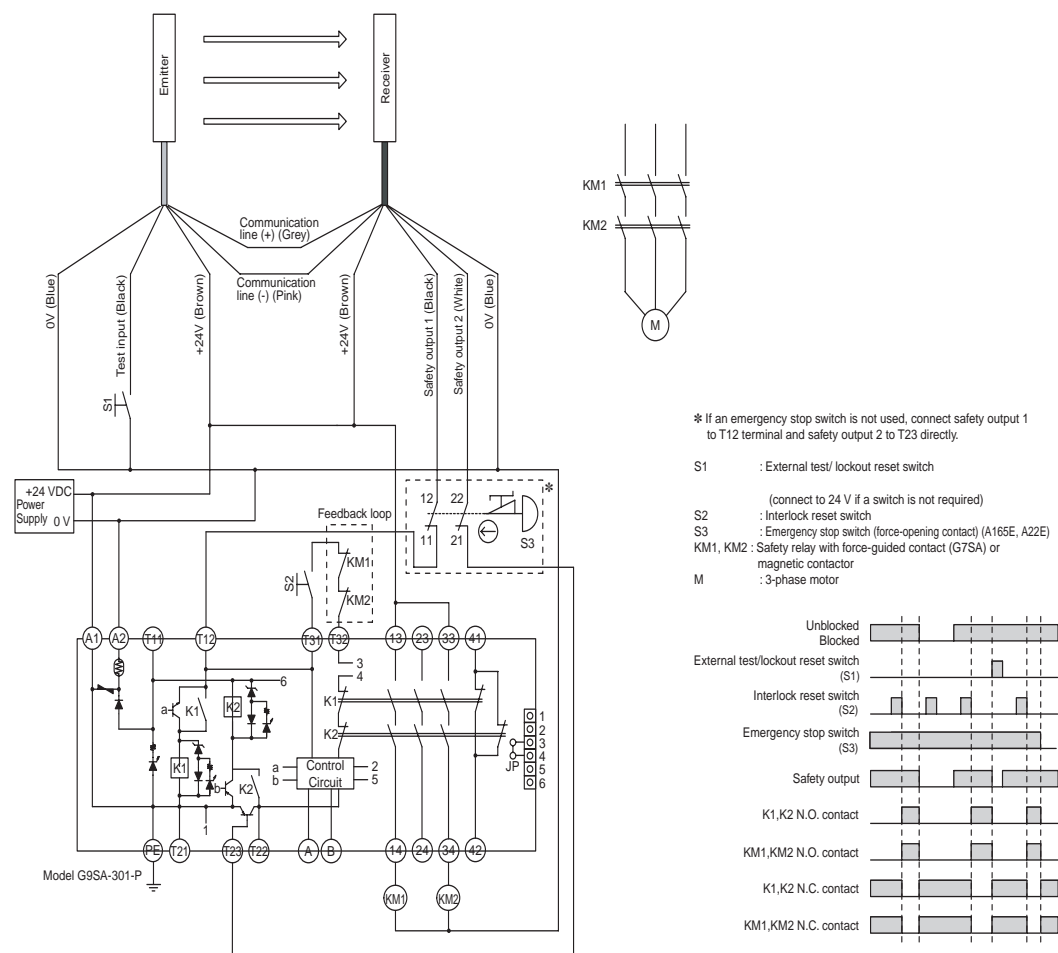 Emitter
Receiver
Communication
line (+) (Grey)
Communication
line (-) (Pink)
0V (Blue)
Test input (Black)
+24V (Brown)
+24V (Brown)
Safety output 1 (Black)
Safety output 2 (White)
0V (Blue)
S1
KM1
KM2
M
+24 VDC
Power
Supply 0 V
Feedback loop
S2
KM1
KM2
12
22
11
21
S3
*
* If an emergency stop switch is not used, connect safety output 1
to T12 terminal and safety output 2 to T23 directly.
S1 : External test/ lockout reset switch
(connect to 24 V if a switch is not required)
S2 : Interlock reset switch
S3 : Emergency stop switch (force-opening contact) (A165E, A22E)
KM1, KM2 : Safety relay with force-guided contact (G7SA) or
magnetic contactor
M : 3-phase motor
A1
A2
T11
T12
T31
T32
13
23
33
41
3
4
6
a
K1
K2
K1
K2
K1
b
K2
a
b
Control
Circuit
2
5
1
JP
1
2
3
4
5
6
PE
T21
T23
T22
A
B
14
24
34
42
Model G9SA-301-P
KM1
KM2
Unblocked
Blocked
External test/lockout reset switch
(S1)
Interlock reset switch
(S2)
Emergency stop switch
(S3)
Safety output
K1,K2 N.O. contact
KM1,KM2 N.O. contact
K1,K2 N.C. contact
KM1,KM2 N.C. contact